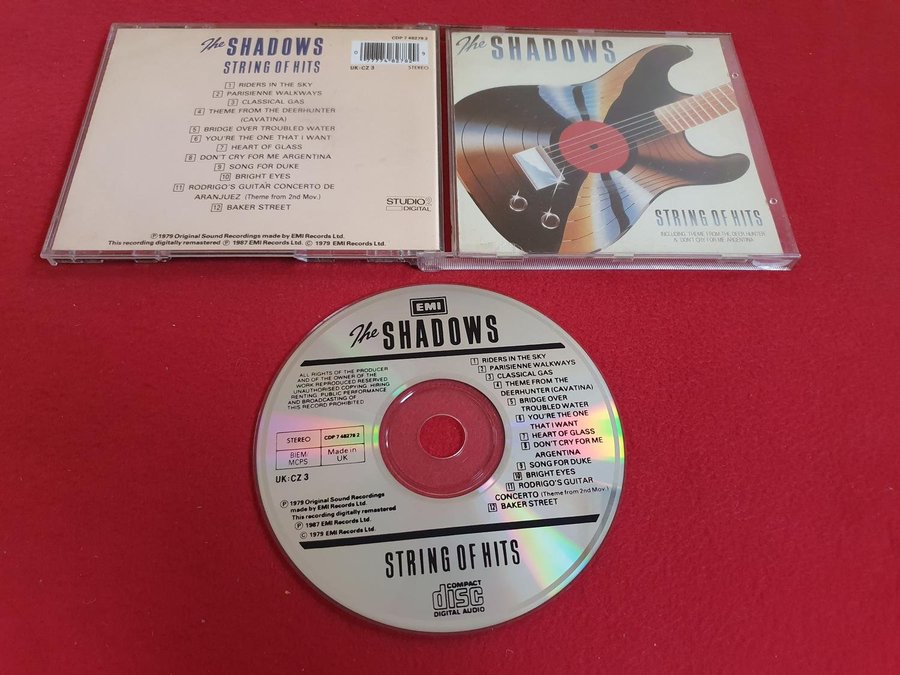 The SHADOWS
STRING OF HITS
CDP 7 48278 2
UK: CZ 3 STEREO
1 RIDERS IN THE SKY
2 PARISIENNE WALKWAYS
3 CLASSICAL GAS
4 THEME FROM THE DEERHUNTER
(CAVATINA)
5 BRIDGE OVER TROUBLED WATER
6 YOU'RE THE ONE THAT I WANT
7 HEART OF GLASS
8 DON'T CRY FOR ME ARGENTINA
9 SONG FOR DUKE
10 BRIGHT EYES
11 RODRIGO'S GUITAR CONCERTO DE
ARANJUEZ (Theme from 2nd Mov.)
12 BAKER STREET
STUDIO 2
DIGITAL
Ⓟ 1979 Original Sound Recordings made by EMI Records Ltd.
This recording digitally remastered Ⓟ 1987 EMI Records Ltd. © 1979 EMI Records Ltd.
The SHADOWS
STRING OF HITS
INCLUDING THEME FROM THE DEER HUNTER
& DON'T CRY FOR ME ARGENTINA
EMI
The SHADOWS
ALL RIGHTS OF THE PRODUCER
AND OF THE OWNER OF THE
WORK REPRODUCED RESERVED
UNAUTHORISED COPYING, HIRING,
RENTING, PUBLIC PERFORMANCE
AND BROADCASTING OF
THIS RECORD PROHIBITED
STEREO CDP 7 48278 2
BIEM/ Made in
MCPS UK
UK: CZ 3
1 RIDERS IN THE SKY
2 PARISIENNE WALKWAYS
3 CLASSICAL GAS
4 THEME FROM THE
DEERHUNTER (CAVATINA)
5 BRIDGE OVER
TROUBLED WATER
6 YOU'RE THE ONE
THAT I WANT
7 HEART OF GLASS
8 DON'T CRY FOR ME
ARGENTINA
9 SONG FOR DUKE
10 BRIGHT EYES
11 RODRIGO'S GUITAR
CONCERTO (Theme from 2nd Mov.)
12 BAKER STREET
Ⓟ 1979 Original Sound Recordings
made by EMI Records Ltd.
This recording digitally remastered
Ⓟ 1987 EMI Records Ltd.
© 1979 EMI Records Ltd.
STRING OF HITS
COMPACT
disc
DIGITAL AUDIO